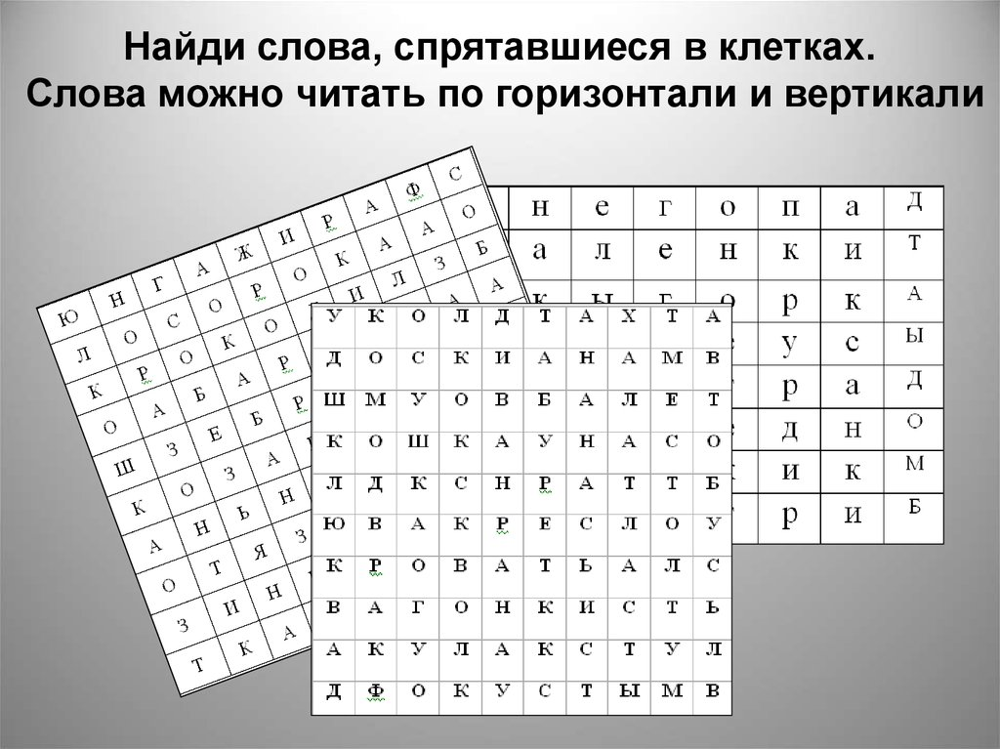 Найди слова, спрятавшиеся в клетках.
Слова можно читать по горизонтали и вертикали
Ю Н Г А Ж И Р А Ф С
Л О С О Р О К А А О
К Р О К О И Л З Б
О А Б А Р А А
Ш З Е Б Р
К О З А
А Н Ь Н
О Т Я З
З И Н
Т К А
н е г о п а Д
а л е н к и Т
к ы г о р к А
у с Ы
р а Д
д н О
и к М
р и Б
У К О Л Д Т А Х Т А
Д О С К И А Н А М В
Ш М У О В Б А Л Е Т
К О Ш К А У Н А С О
Л Д К С Н Р А Т Т Б
Ю В А К Р Е С Л О У
К Р О В А Т Ь А Л С
В А Г О Н К И С Т Ь
А К У Л А К С Т У Л
Д Ф О К У С Т Ы М В